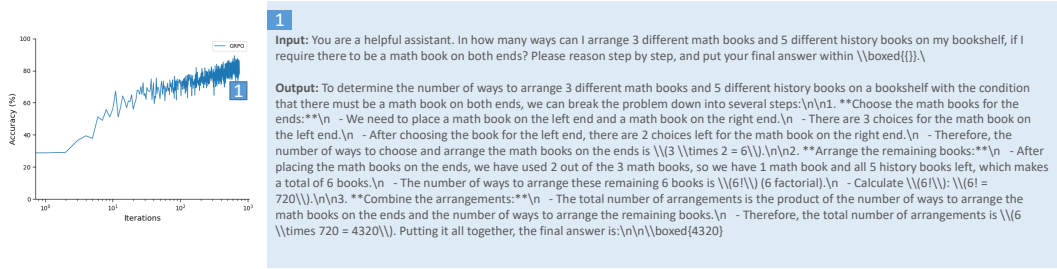 100
80
60
40
20
0
Accuracy (%)
10⁰
10¹
10²
10³
Iterations
GRPO
1
1
Input: You are a helpful assistant. In how many ways can I arrange 3 different math books and 5 different history books on my bookshelf, if I
require there to be a math book on both ends? Please reason step by step, and put your final answer within \\boxed{{}}.\
Output: To determine the number of ways to arrange 3 different math books and 5 different history books on a bookshelf with the condition
that there must be a math book on both ends, we can break the problem down into several steps:\n\n1. **Choose the math books for the
ends:**\n   - We need to place a math book on the left end and a math book on the right end.\n   - There are 3 choices for the math book on
the left end.\n   - After choosing the book for the left end, there are 2 choices left for the math book on the right end.\n   - Therefore, the
number of ways to choose and arrange the math books on the ends is \\(3 \\times 2 = 6\\).\n\n2. **Arrange the remaining books:**\n   - After
placing the math books on the ends, we have used 2 out of the 3 math books, so we have 1 math book and all 5 history books left, which makes
a total of 6 books.\n   - The number of ways to arrange these remaining 6 books is \\(6!\\) (6 factorial).\n   - Calculate \\(6!\\): \\(6! =
720\\).\n\n3. **Combine the arrangements:**\n   - The total number of arrangements is the product of the number of ways to arrange the
math books on the ends and the number of ways to arrange the remaining books.\n   - Therefore, the total number of arrangements is \\(6
\\times 720 = 4320\\). Putting it all together, the final answer is:\n\n\\boxed{4320}